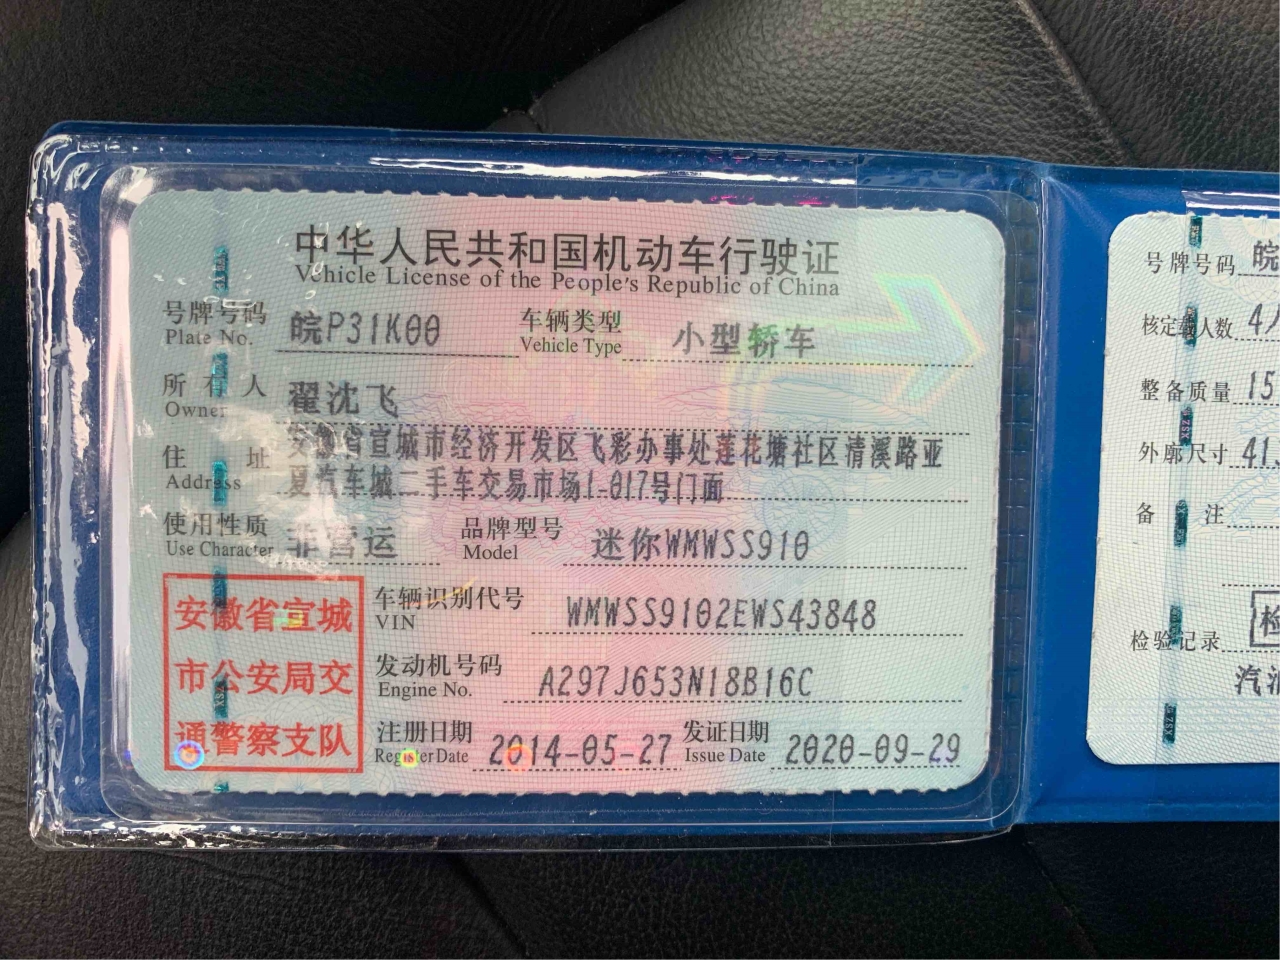 中华人民共和国机动车行驶证
Vehicle License of the People's Republic of China
号牌号码 皖P31K00 车辆类型 小型轿车
Plate No. Vehicle Type
所有人 翟沈飞
Owner
住址 安徽省宣城市经济开发区飞彩办事处莲花塘社区清溪路亚
Address 夏汽车城二手车交易市场1-017号门面
使用性质 非营运 品牌型号 迷你WMWSS910
Use Character Model
安徽省宣城
市公安局交
通警察支队
车辆识别代号 WMWSS9102EWS43848
VIN
发动机号码 A297J653N18B16C
Engine No.
注册日期 2014-05-27 发证日期 2020-09-29
Register Date Issue Date
号牌号码 皖
核定载人数 4人
整备质量 15
外廓尺寸 41
备注
检验记录 检
汽油